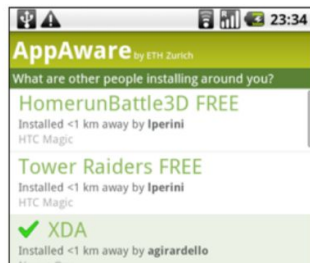 23:34
AppAware by ETH Zurich
What are other people installing around you?
HomerunBattle3D FREE
Installed <1 km away by lperini
HTC Magic
Tower Raiders FREE
Installed <1 km away by lperini
HTC Magic
XDA
Installed <1 km away by agirardello